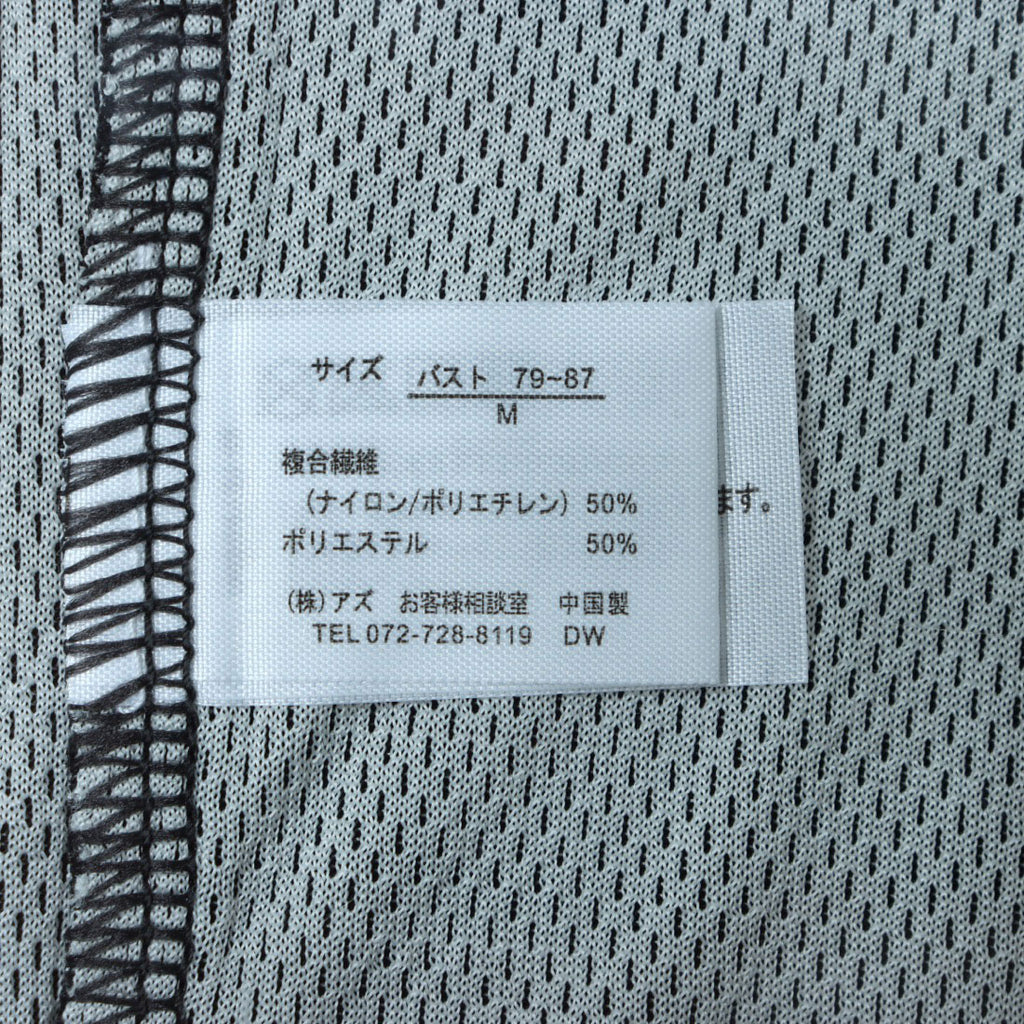 サイズ バスト 79~87
M
複合繊維
(ナイロン/ポリエチレン) 50%
ます。
ポリエステル 50%
(株)アズ お客様相談室 中国製
TEL 072-728-8119 DW